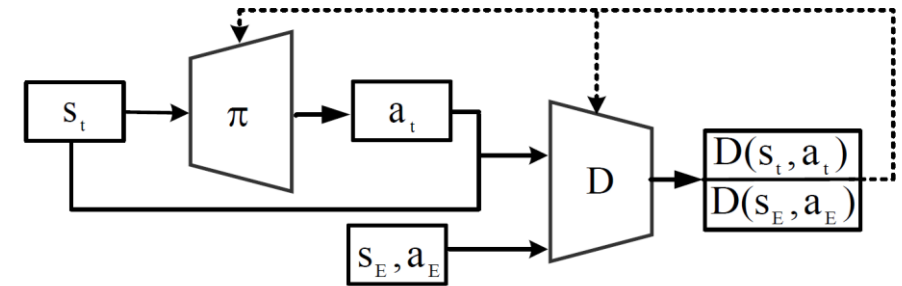 s_t
π
a_t
D
D(s_t,a_t)
D(s_E,a_E)
s_E,a_E